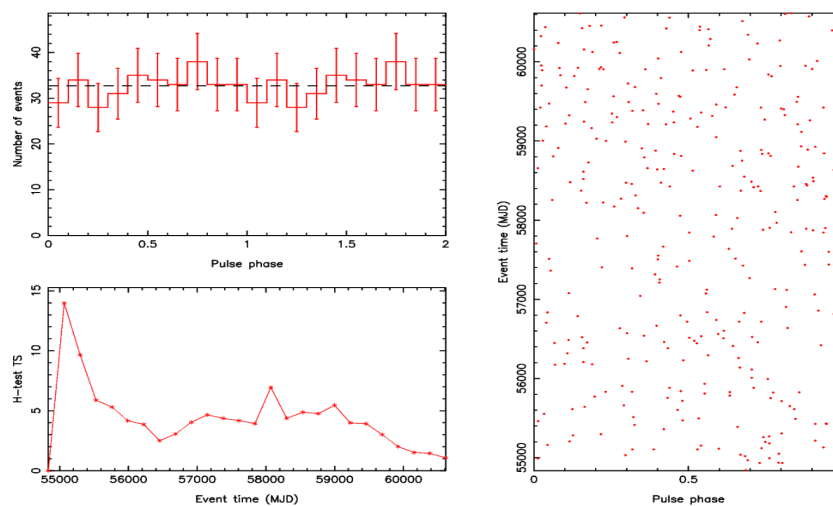 Number of events
0 10 20 30 40
0 0.5 1 1.5 2
Pulse phase
H-test TS
0 5 10 15
55000 56000 57000 58000 59000 60000
Event time (MJD)
Event time (MJD)
55000 56000 57000 58000 59000 60000
0 0.5
Pulse phase